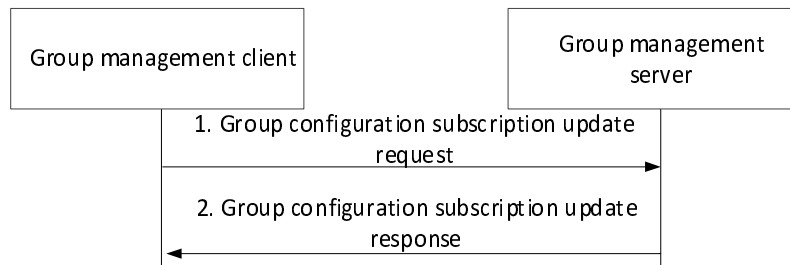 Group management client
Group management
server
1. Group configuration subscription update
request
2. Group configuration subscription update
response